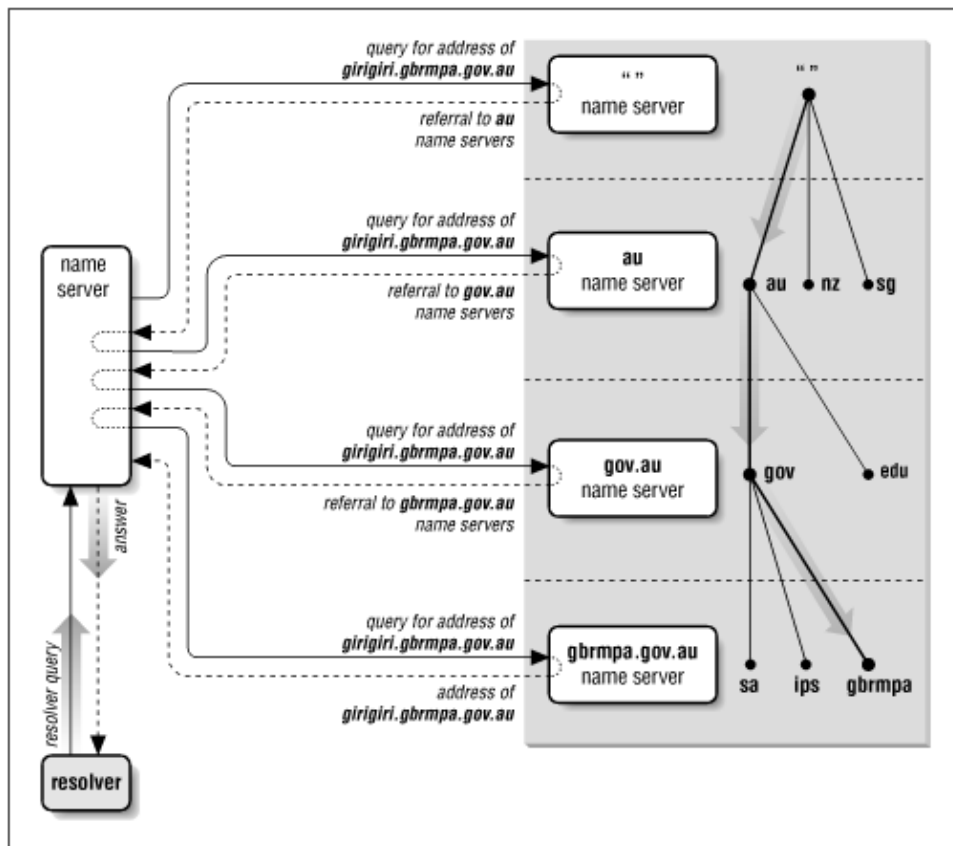 query for address of
girigiri.gbrmpa.gov.au
“ ”
name server
“ ”
referral to au
name servers
query for address of
girigiri.gbrmpa.gov.au
name
server
au
name server
au
nz
sg
referral to gov.au
name servers
query for address of
girigiri.gbrmpa.gov.au
gov.au
name server
gov
edu
referral to gbrmpa.gov.au
name servers
answer
query for address of
girigiri.gbrmpa.gov.au
gbrmpa.gov.au
name server
sa
ips
gbrmpa
address of
girigiri.gbrmpa.gov.au
resolver query
resolver